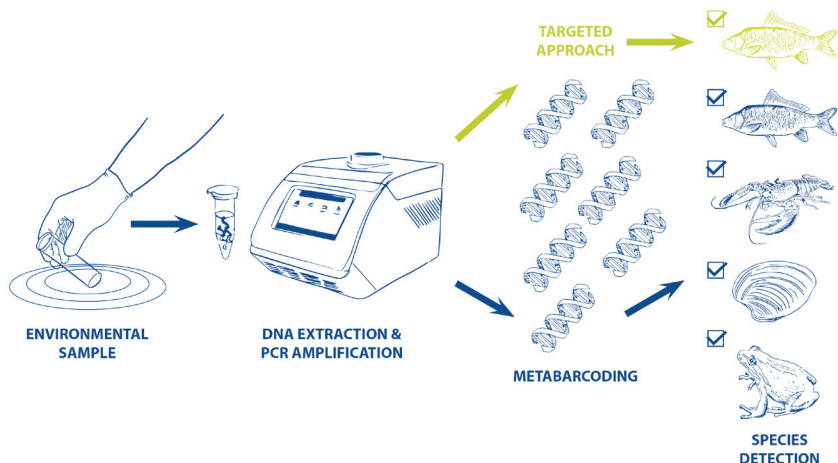 TARGETED
APPROACH
ENVIRONMENTAL
SAMPLE
DNA EXTRACTION &
PCR AMPLIFICATION
METABARCODING
SPECIES
DETECTION